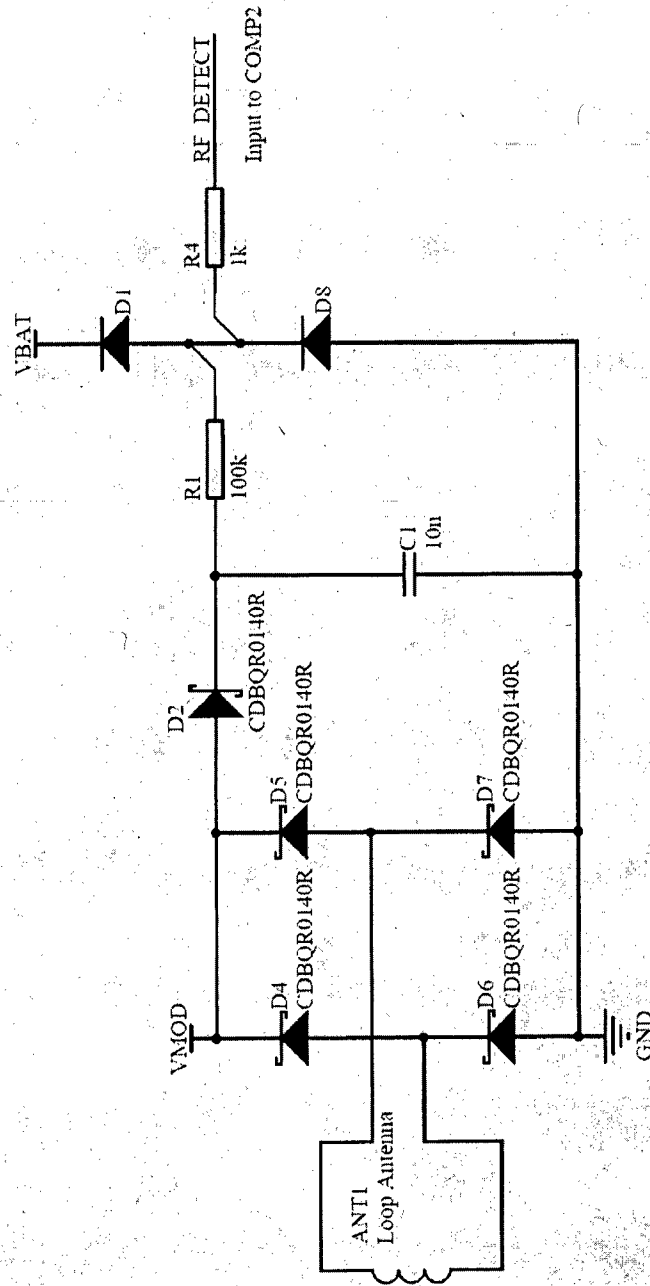 ANT1
Loop Antenna
VMOD
D4
CDBQR0140R
D6
CDBQR0140R
GND
D5
CDBQR0140R
D7
CDBQR0140R
D2
CDBQR0140R
C1
10n
R1
100k
VBAT
D1
D8
R4
1k
RF DETECT
Input to COMP2